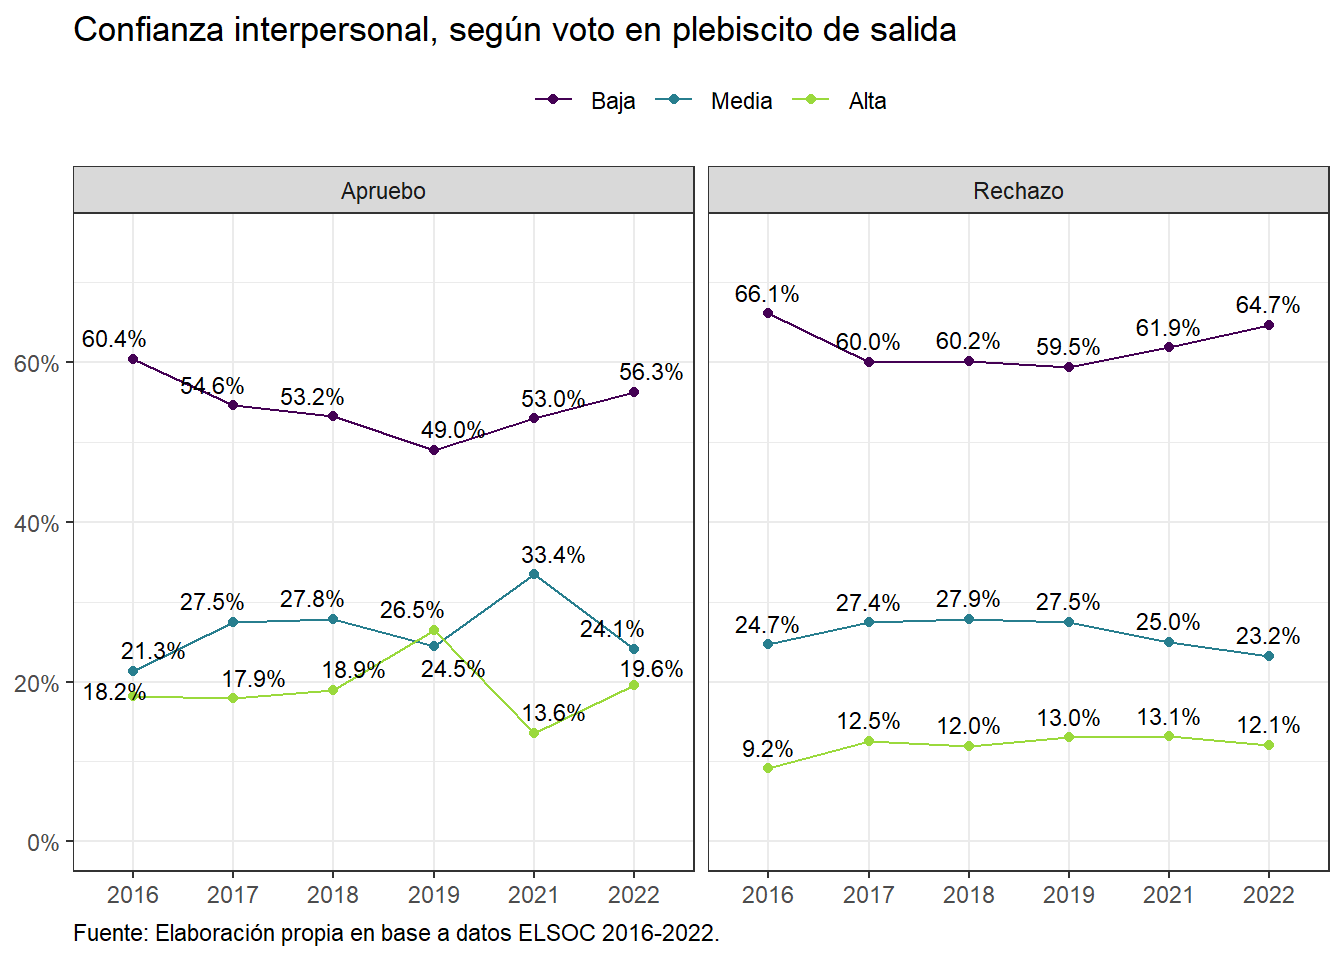 Confianza interpersonal, según voto en plebiscito de salida
Baja Media Alta
Apruebo Rechazo
66.1%
64.7%
60.4% 60.0% 60.2% 59.5% 61.9%
60%
54.6% 53.2% 49.0% 53.0% 56.3%
40%
33.4%
27.5% 27.8% 26.5% 24.1% 27.4% 27.9% 27.5%
21.3% 24.5% 24.7% 25.0% 23.2%
20%
18.2% 17.9% 18.9% 13.6% 19.6%
9.2% 12.5% 12.0% 13.0% 13.1% 12.1%
0%
2016 2017 2018 2019 2021 2022 2016 2017 2018 2019 2021 2022
Fuente: Elaboración propia en base a datos ELSOC 2016-2022.